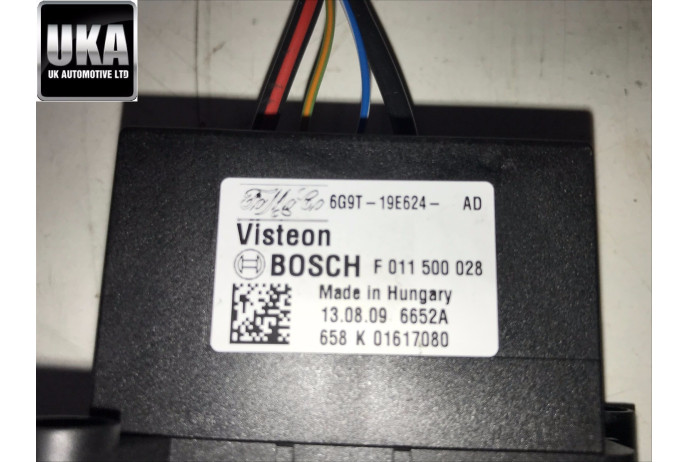 UKA
UK AUTOMOTIVE LTD
6G9T-19E624- AD
Visteon
BOSCH F 011 500 028
Made in Hungary
13.08.09 6652A
658 K 01617080